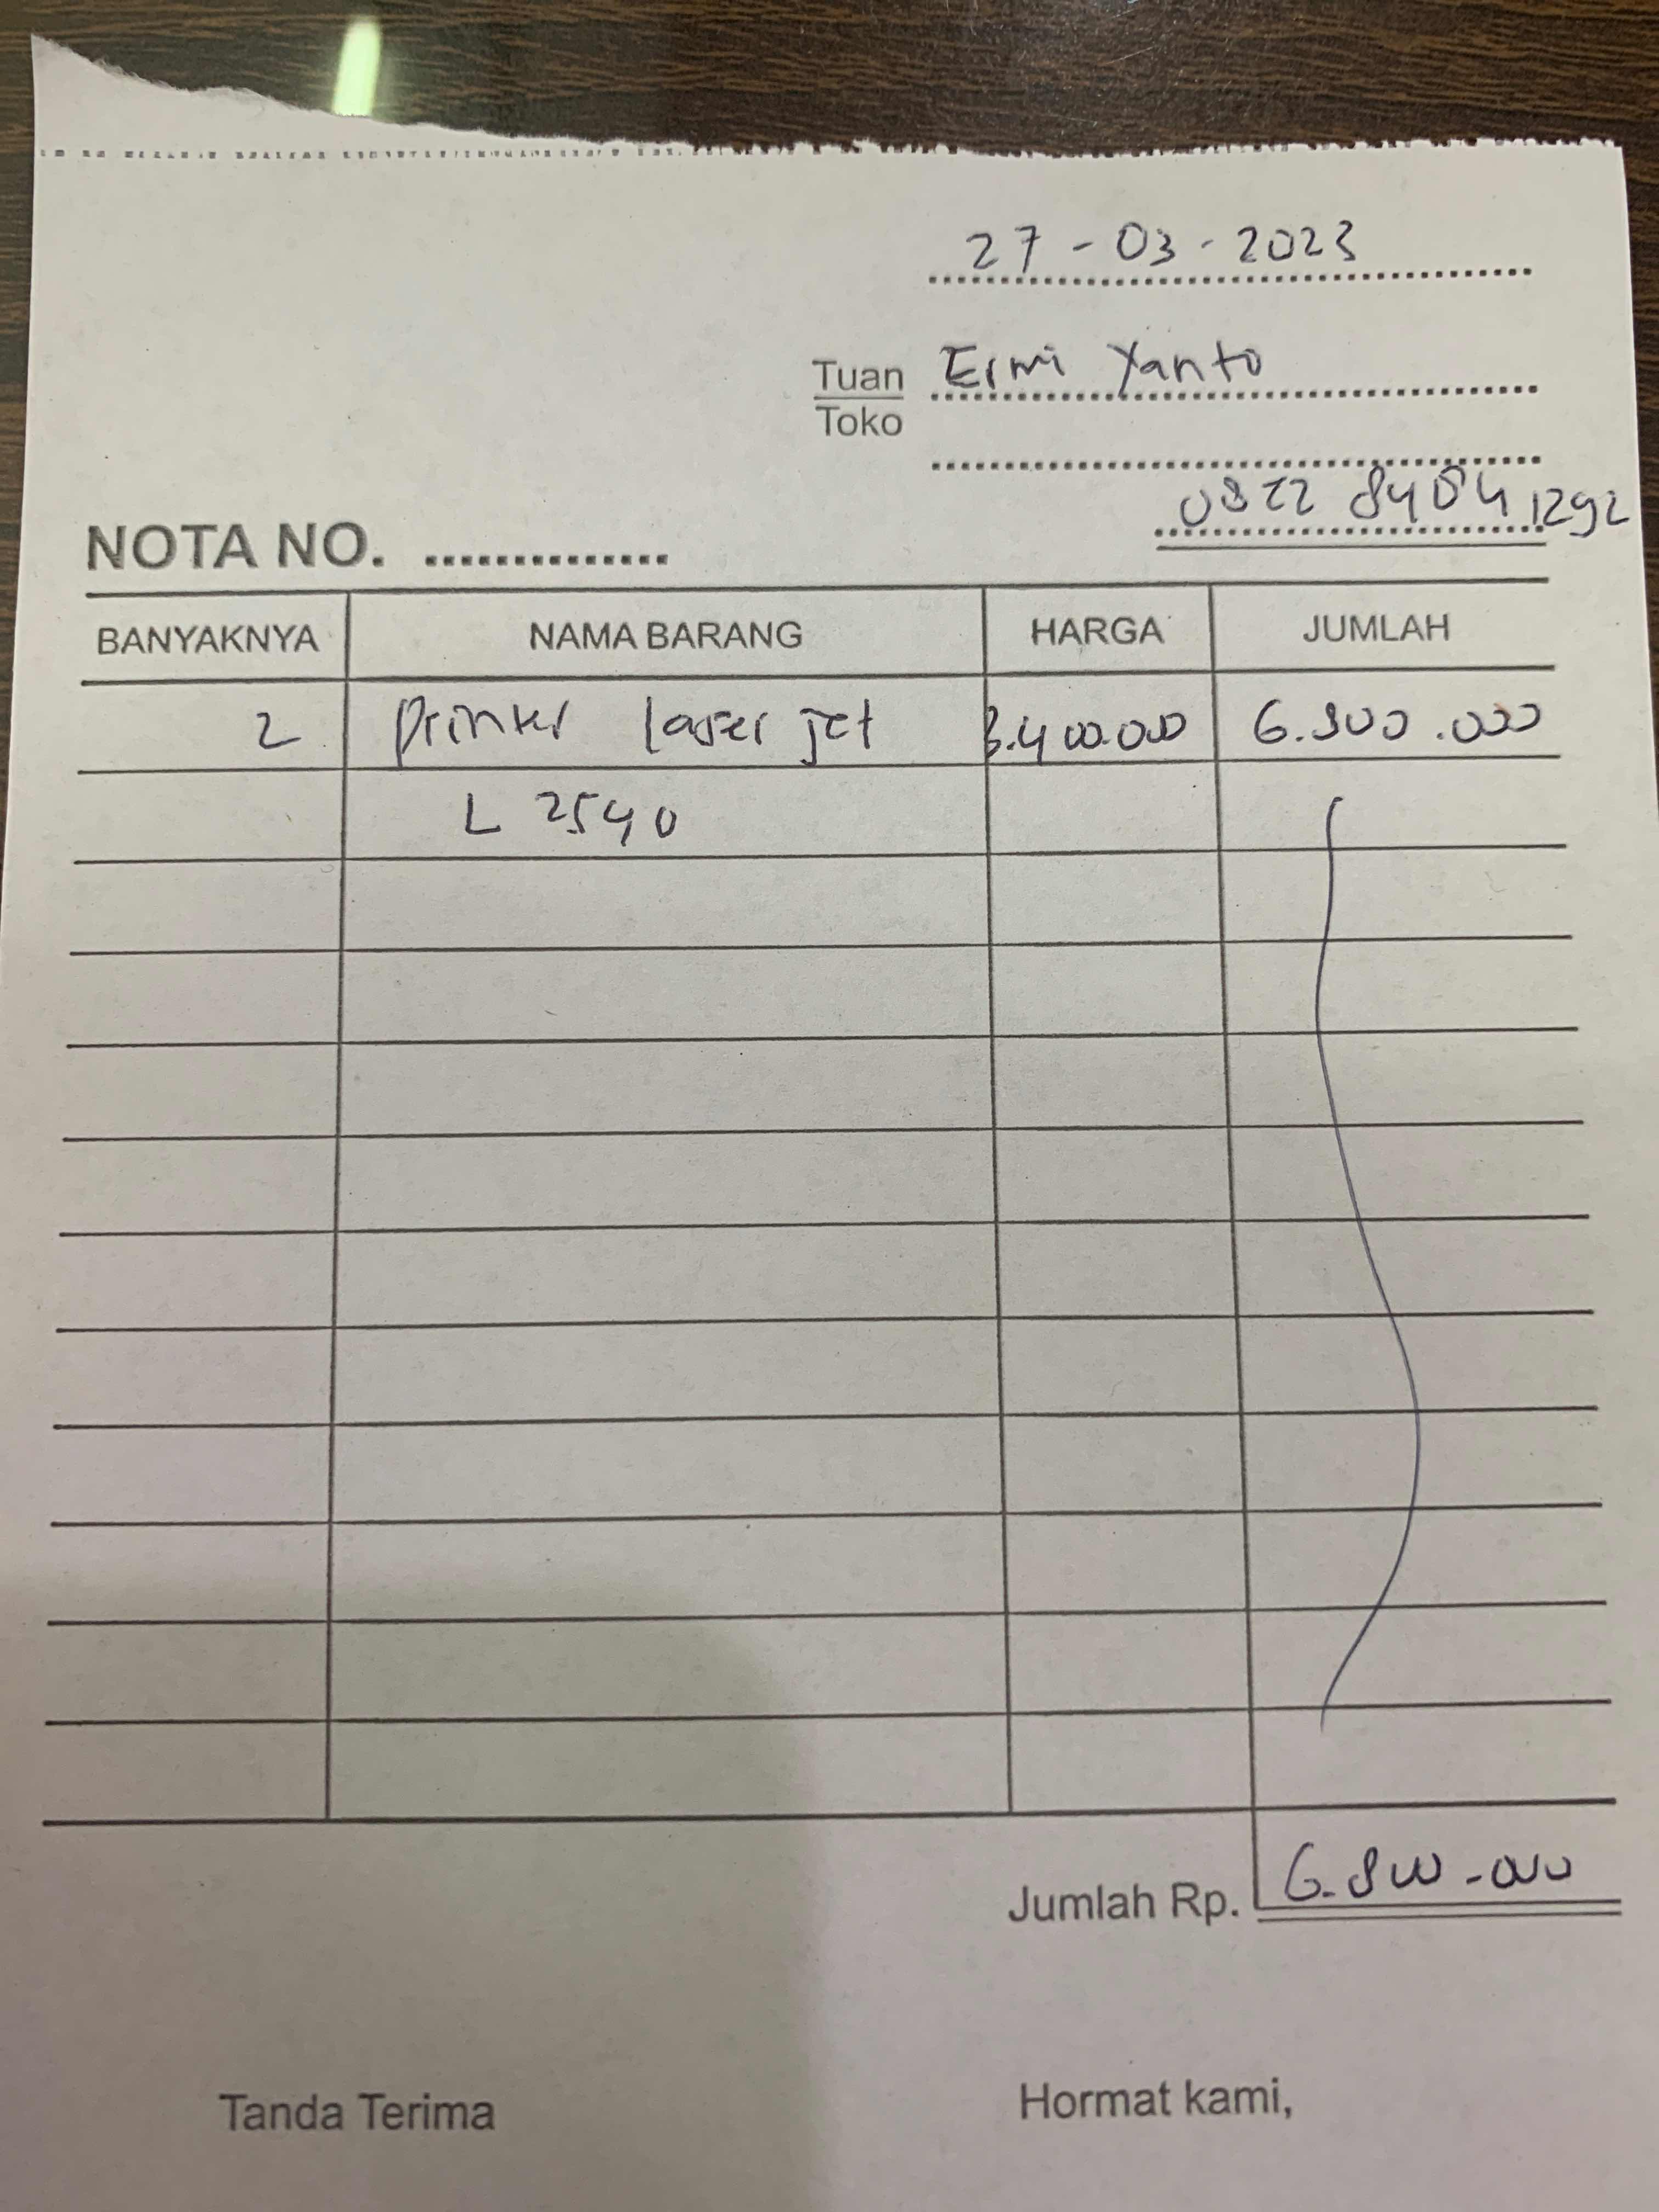 27 - 03 - 2023
Tuan Ermi Yanto
Toko
0822 8404 1292
NOTA NO. ..............
BANYAKNYA NAMA BARANG HARGA JUMLAH
2 Printer laser jet 3.400.000 6.800.000
L 2540
Jumlah Rp. 6.800.000
Tanda Terima Hormat kami,